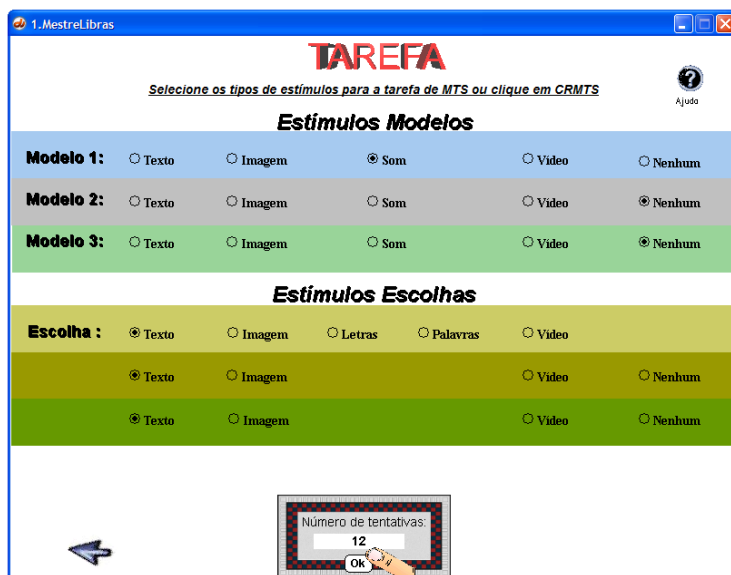 1.MestreLibras
TAREFA
Selecione os tipos de estímulos para a tarefa de MTS ou clique em CRMTS
Ajuda
Estímulos Modelos
Modelo 1: Texto Imagem Som Vídeo Nenhum
Modelo 2: Texto Imagem Som Vídeo Nenhum
Modelo 3: Texto Imagem Som Vídeo Nenhum
Estímulos Escolhas
Escolha : Texto Imagem Letras Palavras Vídeo
Texto Imagem Vídeo Nenhum
Texto Imagem Vídeo Nenhum
Número de tentativas:
12
Ok